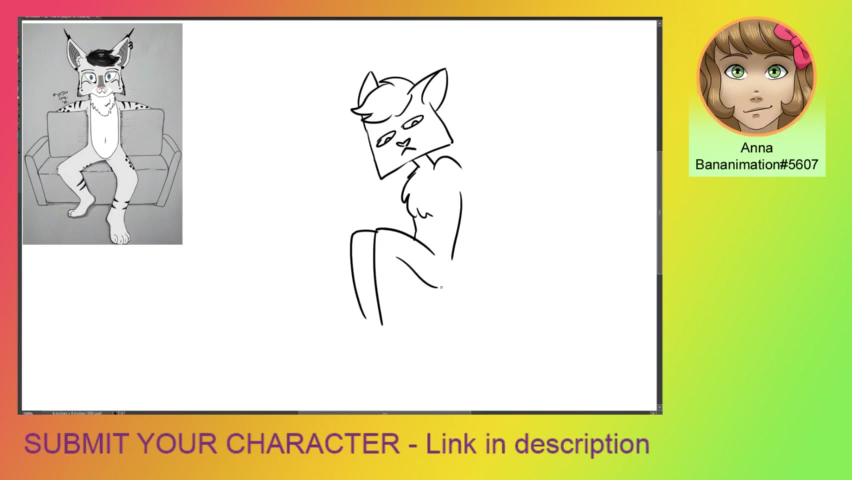 Anna
Bananimation#5607
SUBMIT YOUR CHARACTER - Link in description